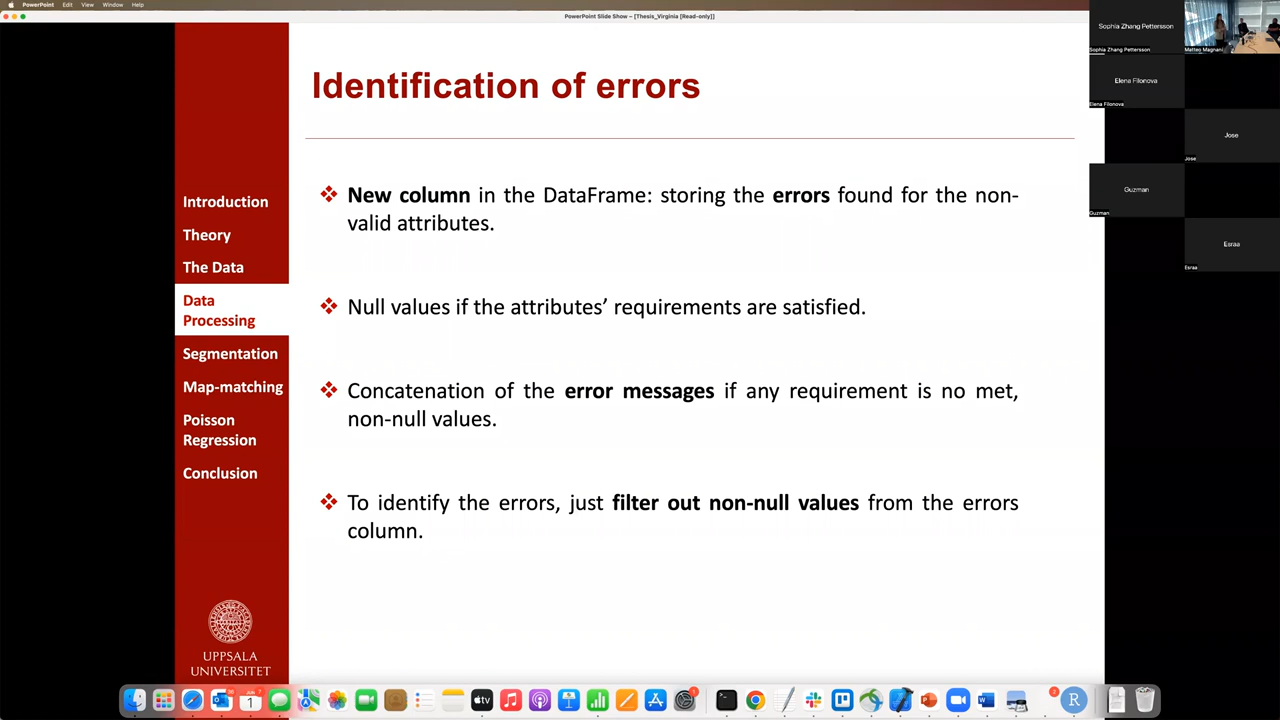 PowerPoint Edit View Window Help
PowerPoint Slide Show – [Thesis_Virginia [Read-only]]
Identification of errors
Introduction
Theory
The Data
Data
Processing
Segmentation
Map-matching
Poisson
Regression
Conclusion
UPPSALA
UNIVERSITET
❖ New column in the DataFrame: storing the errors found for the non-
valid attributes.
❖ Null values if the attributes’ requirements are satisfied.
❖ Concatenation of the error messages if any requirement is no met,
non-null values.
❖ To identify the errors, just filter out non-null values from the errors
column.
Sophia Zhang Pettersson
Sophia Zhang Pettersson
Matteo Magnani
Elena Filonova
Elena Filonova
Jose
Jose
Guzman
Guzman
Esraa
Esraa